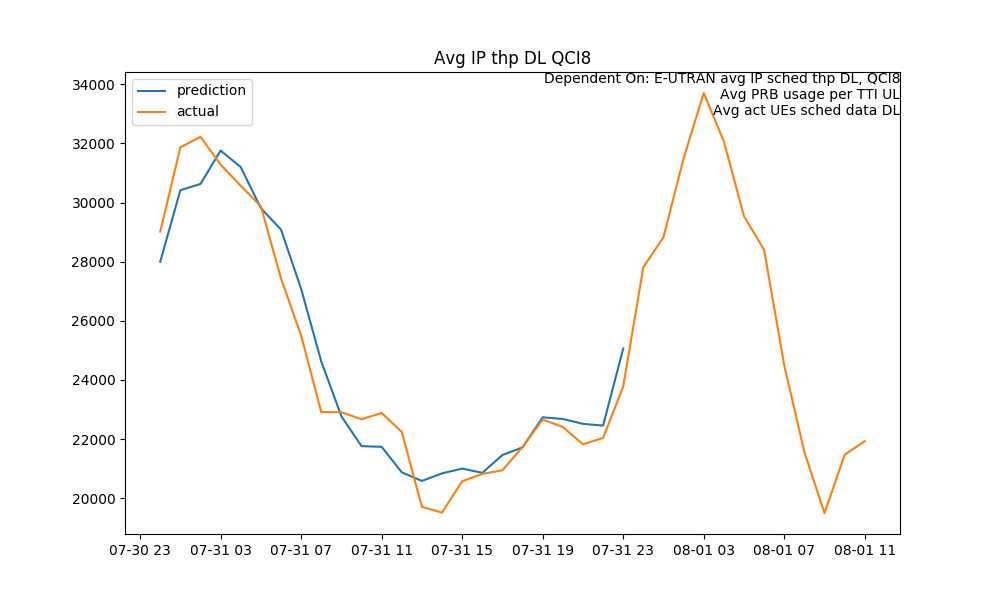 Avg IP thp DL QCI8
prediction
actual
Dependent On: E-UTRAN avg IP sched thp DL, QCI8
Avg PRB usage per TTI UL
Avg act UEs sched data DL
34000
32000
30000
28000
26000
24000
22000
20000
07-30 23 07-31 03 07-31 07 07-31 11 07-31 15 07-31 19 07-31 23 08-01 03 08-01 07 08-01 11